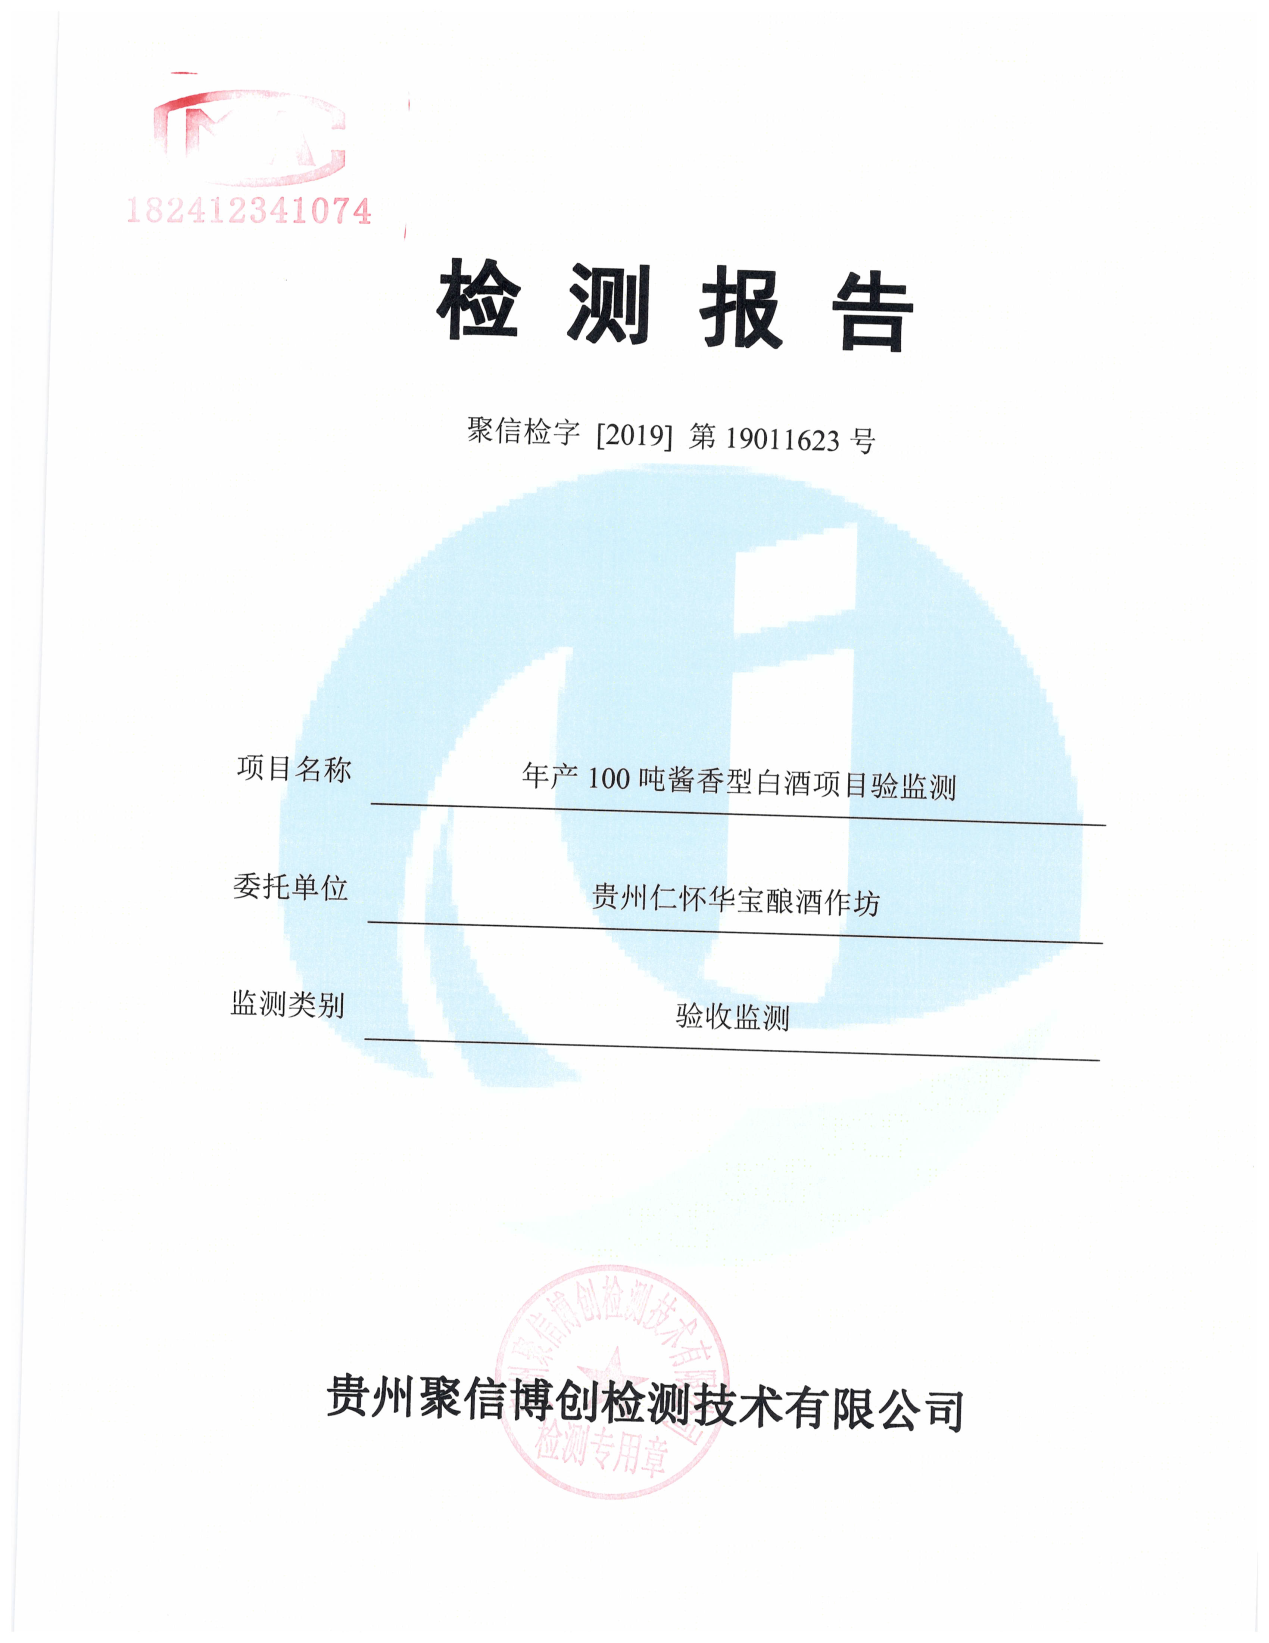 182412341074
检测报告
聚信检字 [2019] 第 19011623 号
项目名称 年产 100 吨酱香型白酒项目验监测
委托单位 贵州仁怀华宝酿酒作坊
监测类别 验收监测
贵州聚信博创检测技术有限公司
检测专用章